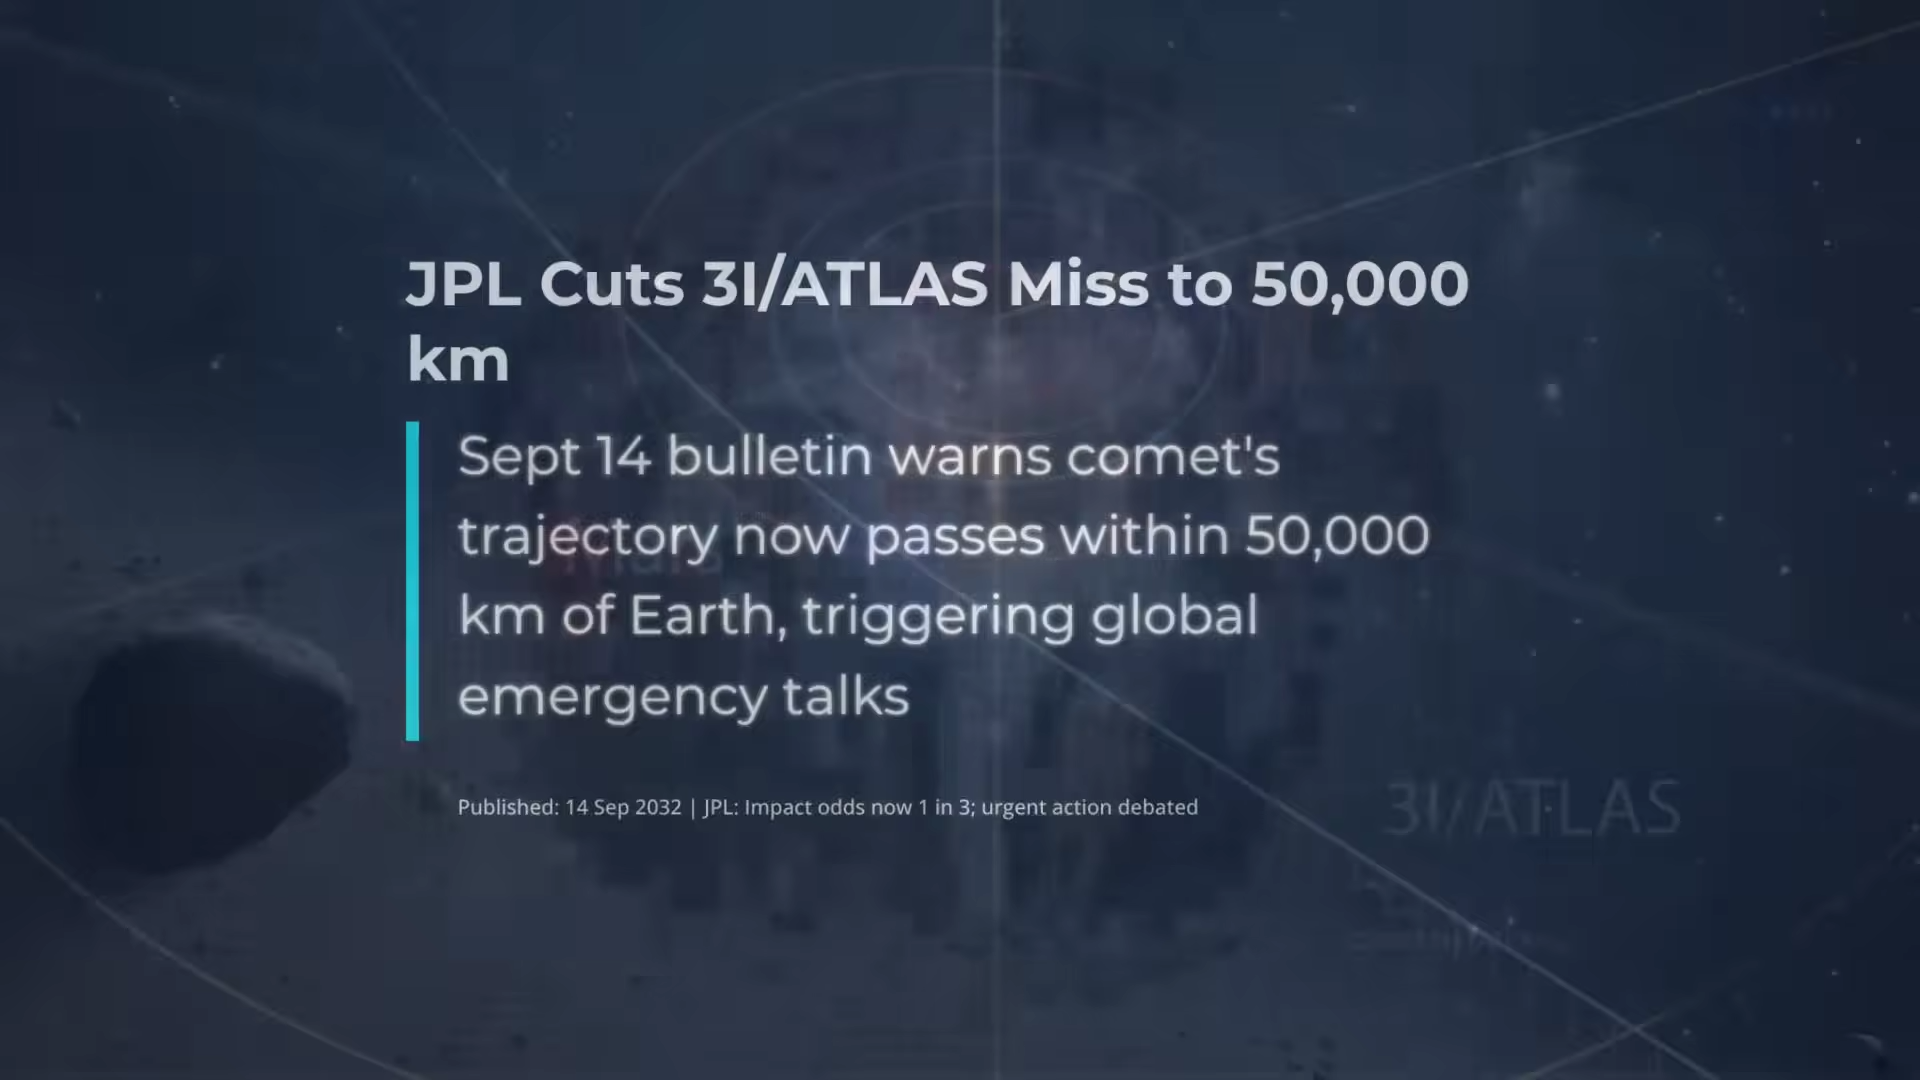 JPL Cuts 3I/ATLAS Miss to 50,000
km
Sept 14 bulletin warns comet's
trajectory now passes within 50,000
km of Earth, triggering global
emergency talks
Published: 14 Sep 2032 | JPL: Impact odds now 1 in 3; urgent action debated
Mars
3I/ATLAS